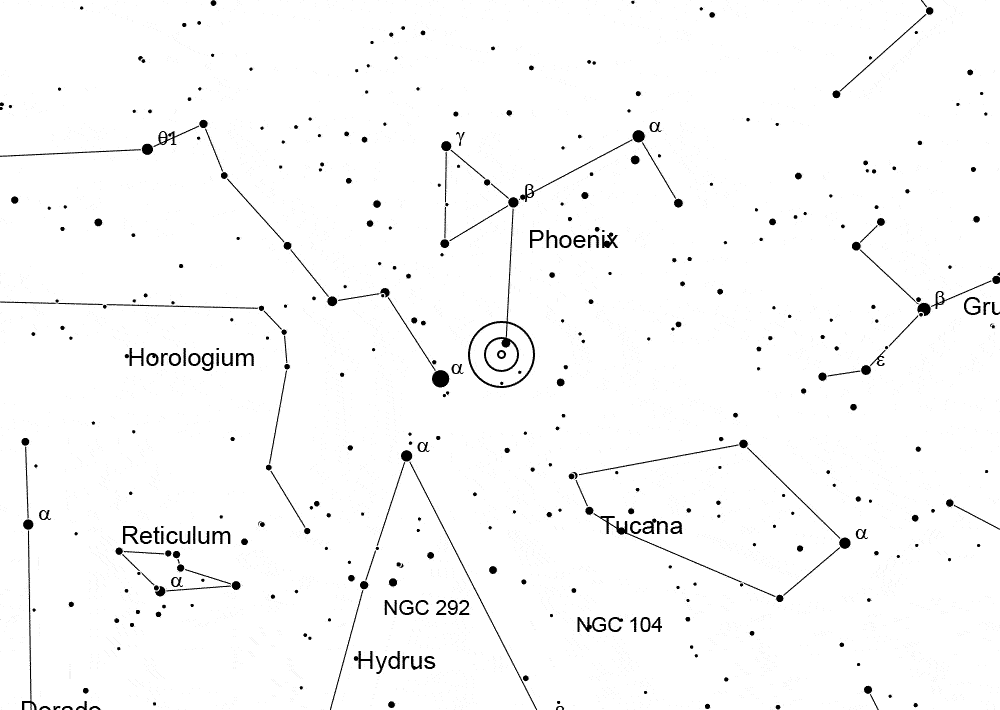 θ1
γ
α
β
Phoenix
β
Gru
Horologium
α
ε
α
α
Reticulum
Tucana
α
α
NGC 292
NGC 104
Hydrus
Dorado